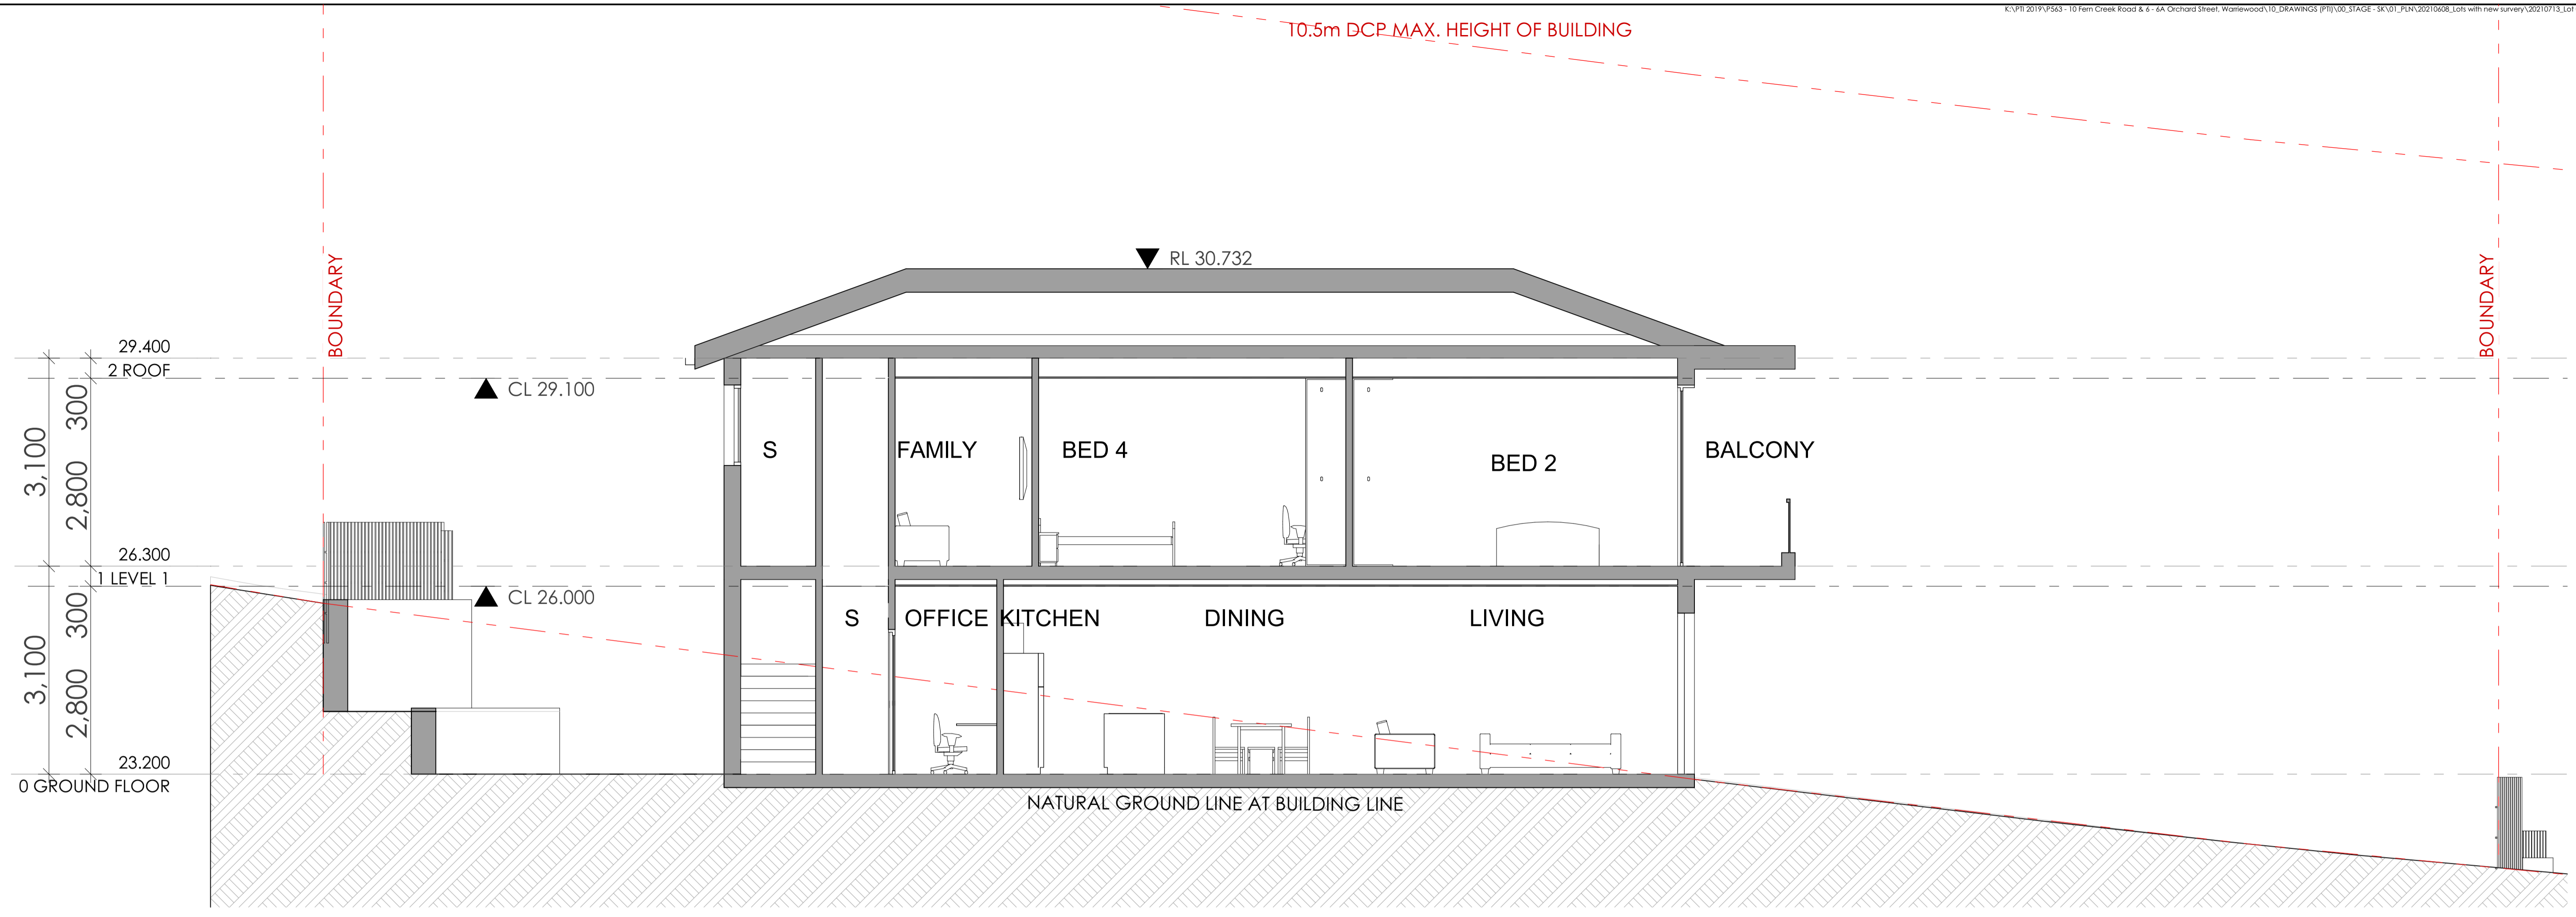 K:\PTI 2019\P563 - 10 Fern Creek Road & 6 - 6A Orchard Street, Warriewood\10_DRAWINGS (PTI)\00_STAGE - SK\01_PLN\20210608_Lots with new survery\20210713_Lot
10.5m DCP MAX. HEIGHT OF BUILDING
RL 30.732
BOUNDARY
BOUNDARY
29.400
2 ROOF
CL 29.100
300
3,100
2,800
S
FAMILY
BED 4
BED 2
BALCONY
26.300
1 LEVEL 1
CL 26.000
300
3,100
2,800
S
OFFICE
KITCHEN
DINING
LIVING
23.200
0 GROUND FLOOR
NATURAL GROUND LINE AT BUILDING LINE